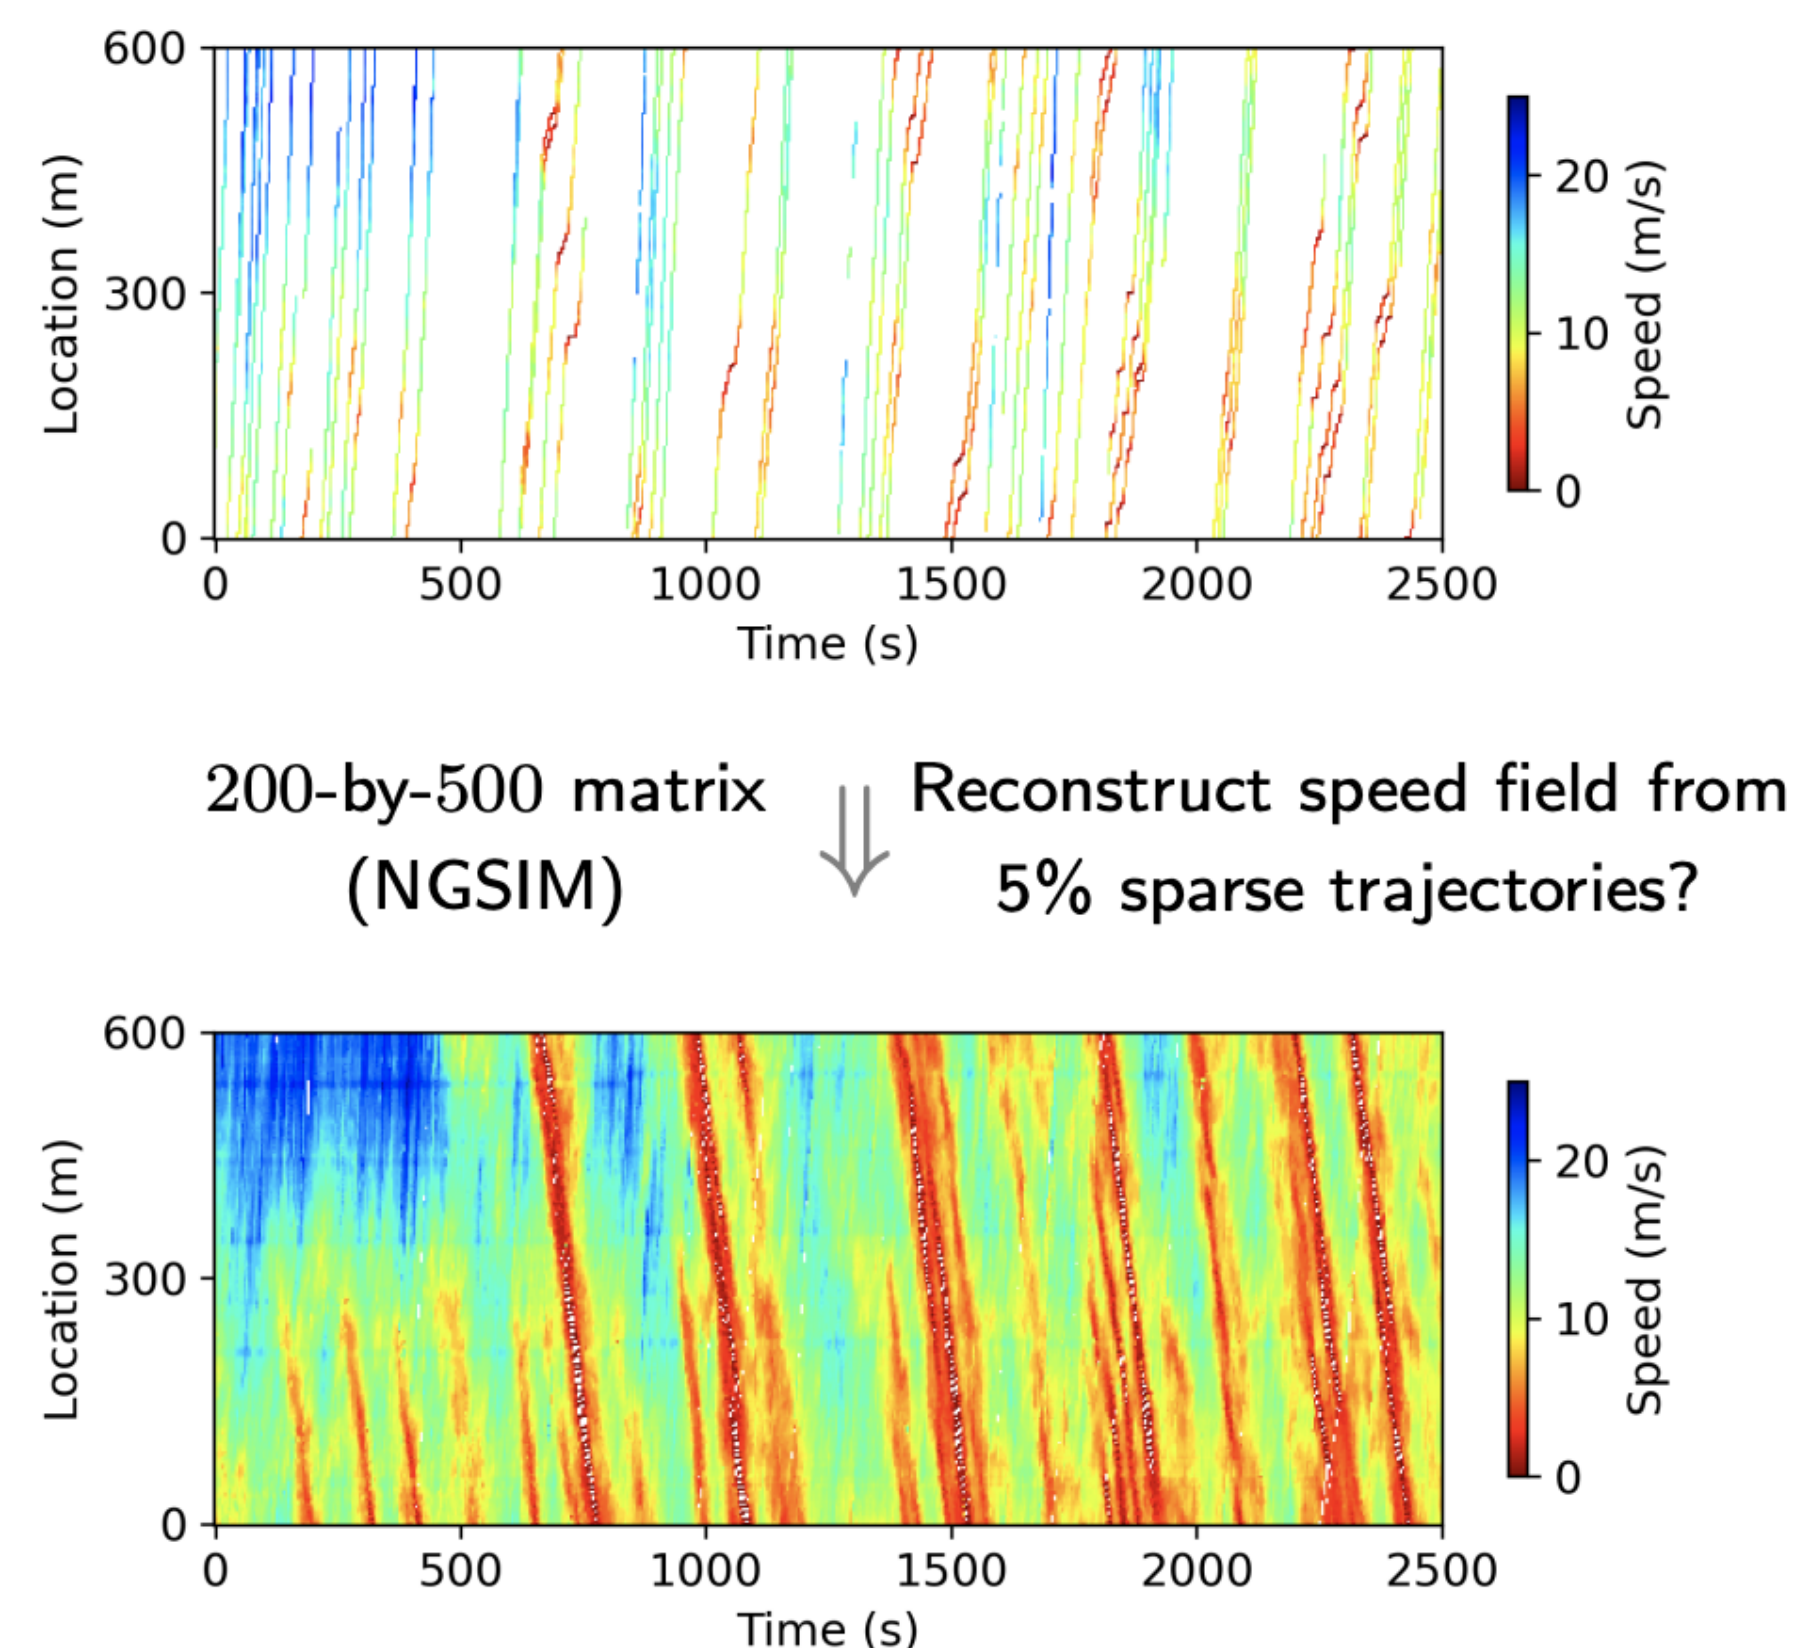 600
300
0
Location (m)
0 500 1000 1500 2000 2500
Time (s)
20
10
0
Speed (m/s)
200-by-500 matrix
(NGSIM)
⇓
Reconstruct speed field from
5% sparse trajectories?
600
300
0
Location (m)
0 500 1000 1500 2000 2500
Time (s)
20
10
0
Speed (m/s)